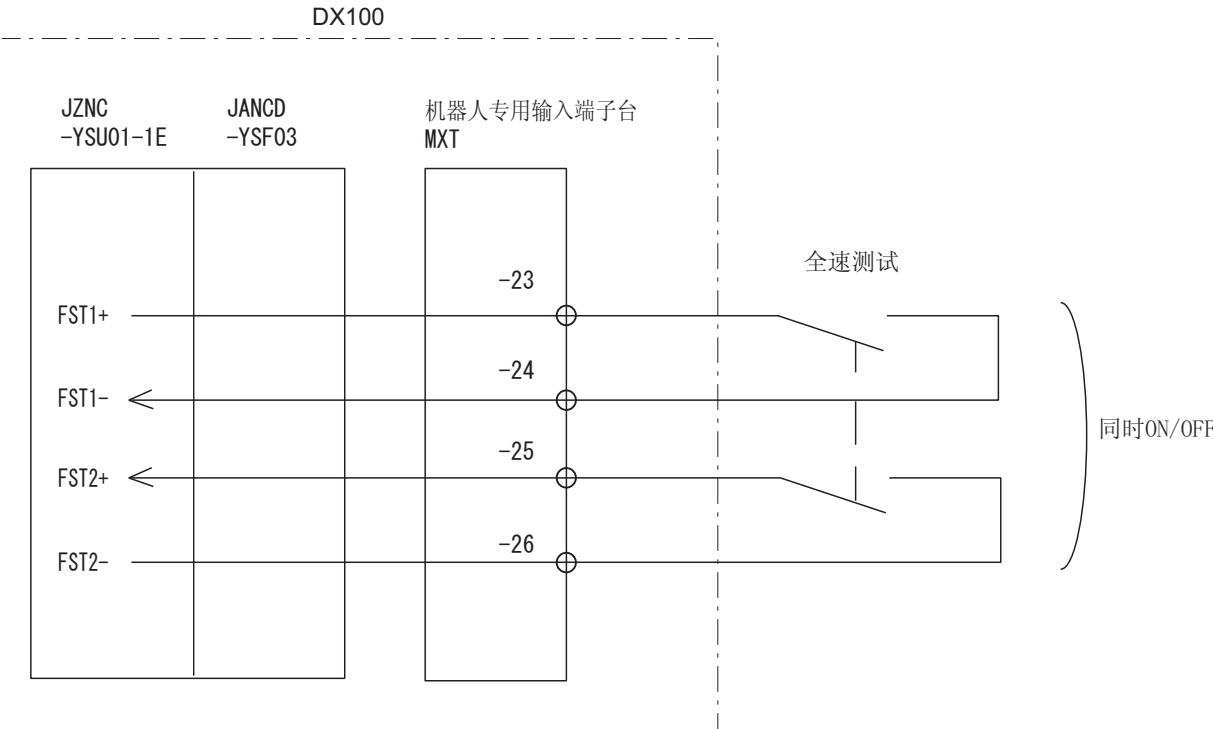 DX100
JZNC
-YSU01-1E
JANCD
-YSF03
机器人专用输入端子台
MXT
全速测试
-23
FST1+
-24
FST1-
同时ON/OFF
-25
FST2+
-26
FST2-